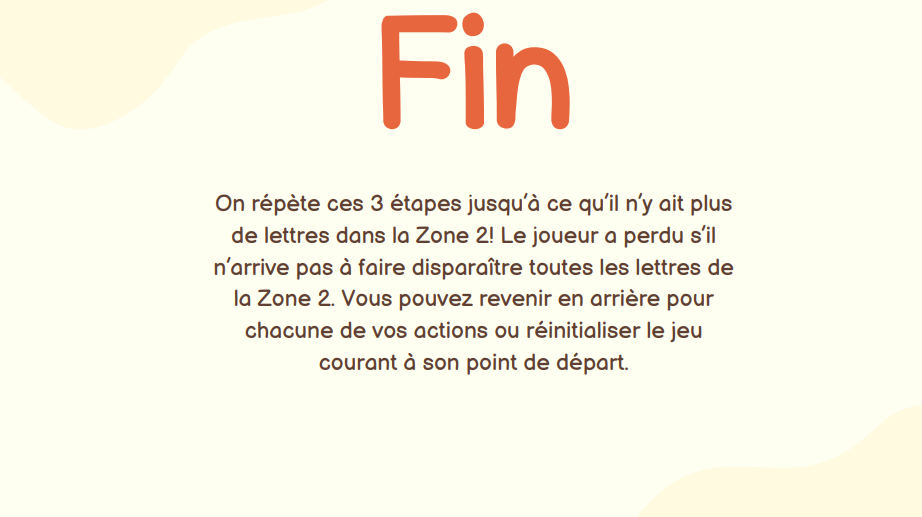 Fin
On répète ces 3 étapes jusqu'à ce qu'il n'y ait plus
de lettres dans la Zone 2! Le joueur a perdu s'il
n'arrive pas à faire disparaître toutes les lettres de
la Zone 2. Vous pouvez revenir en arrière pour
chacune de vos actions ou réinitialiser le jeu
courant à son point de départ.